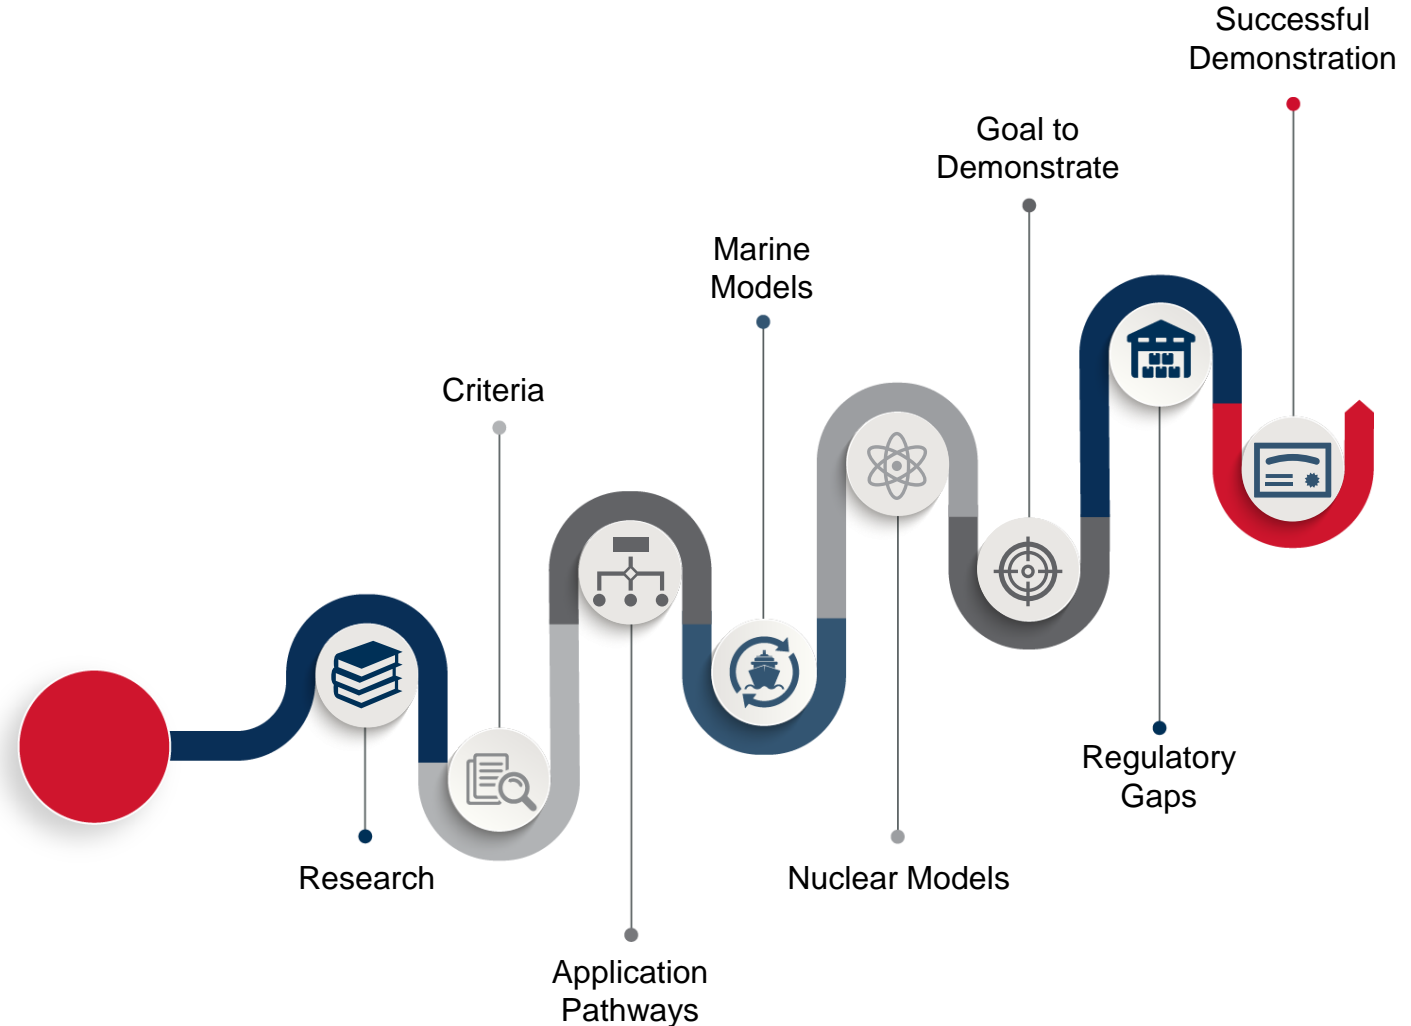 Successful
Demonstration
Goal to
Demonstrate
Marine
Models
Criteria
Regulatory
Gaps
Research
Nuclear Models
Application
Pathways